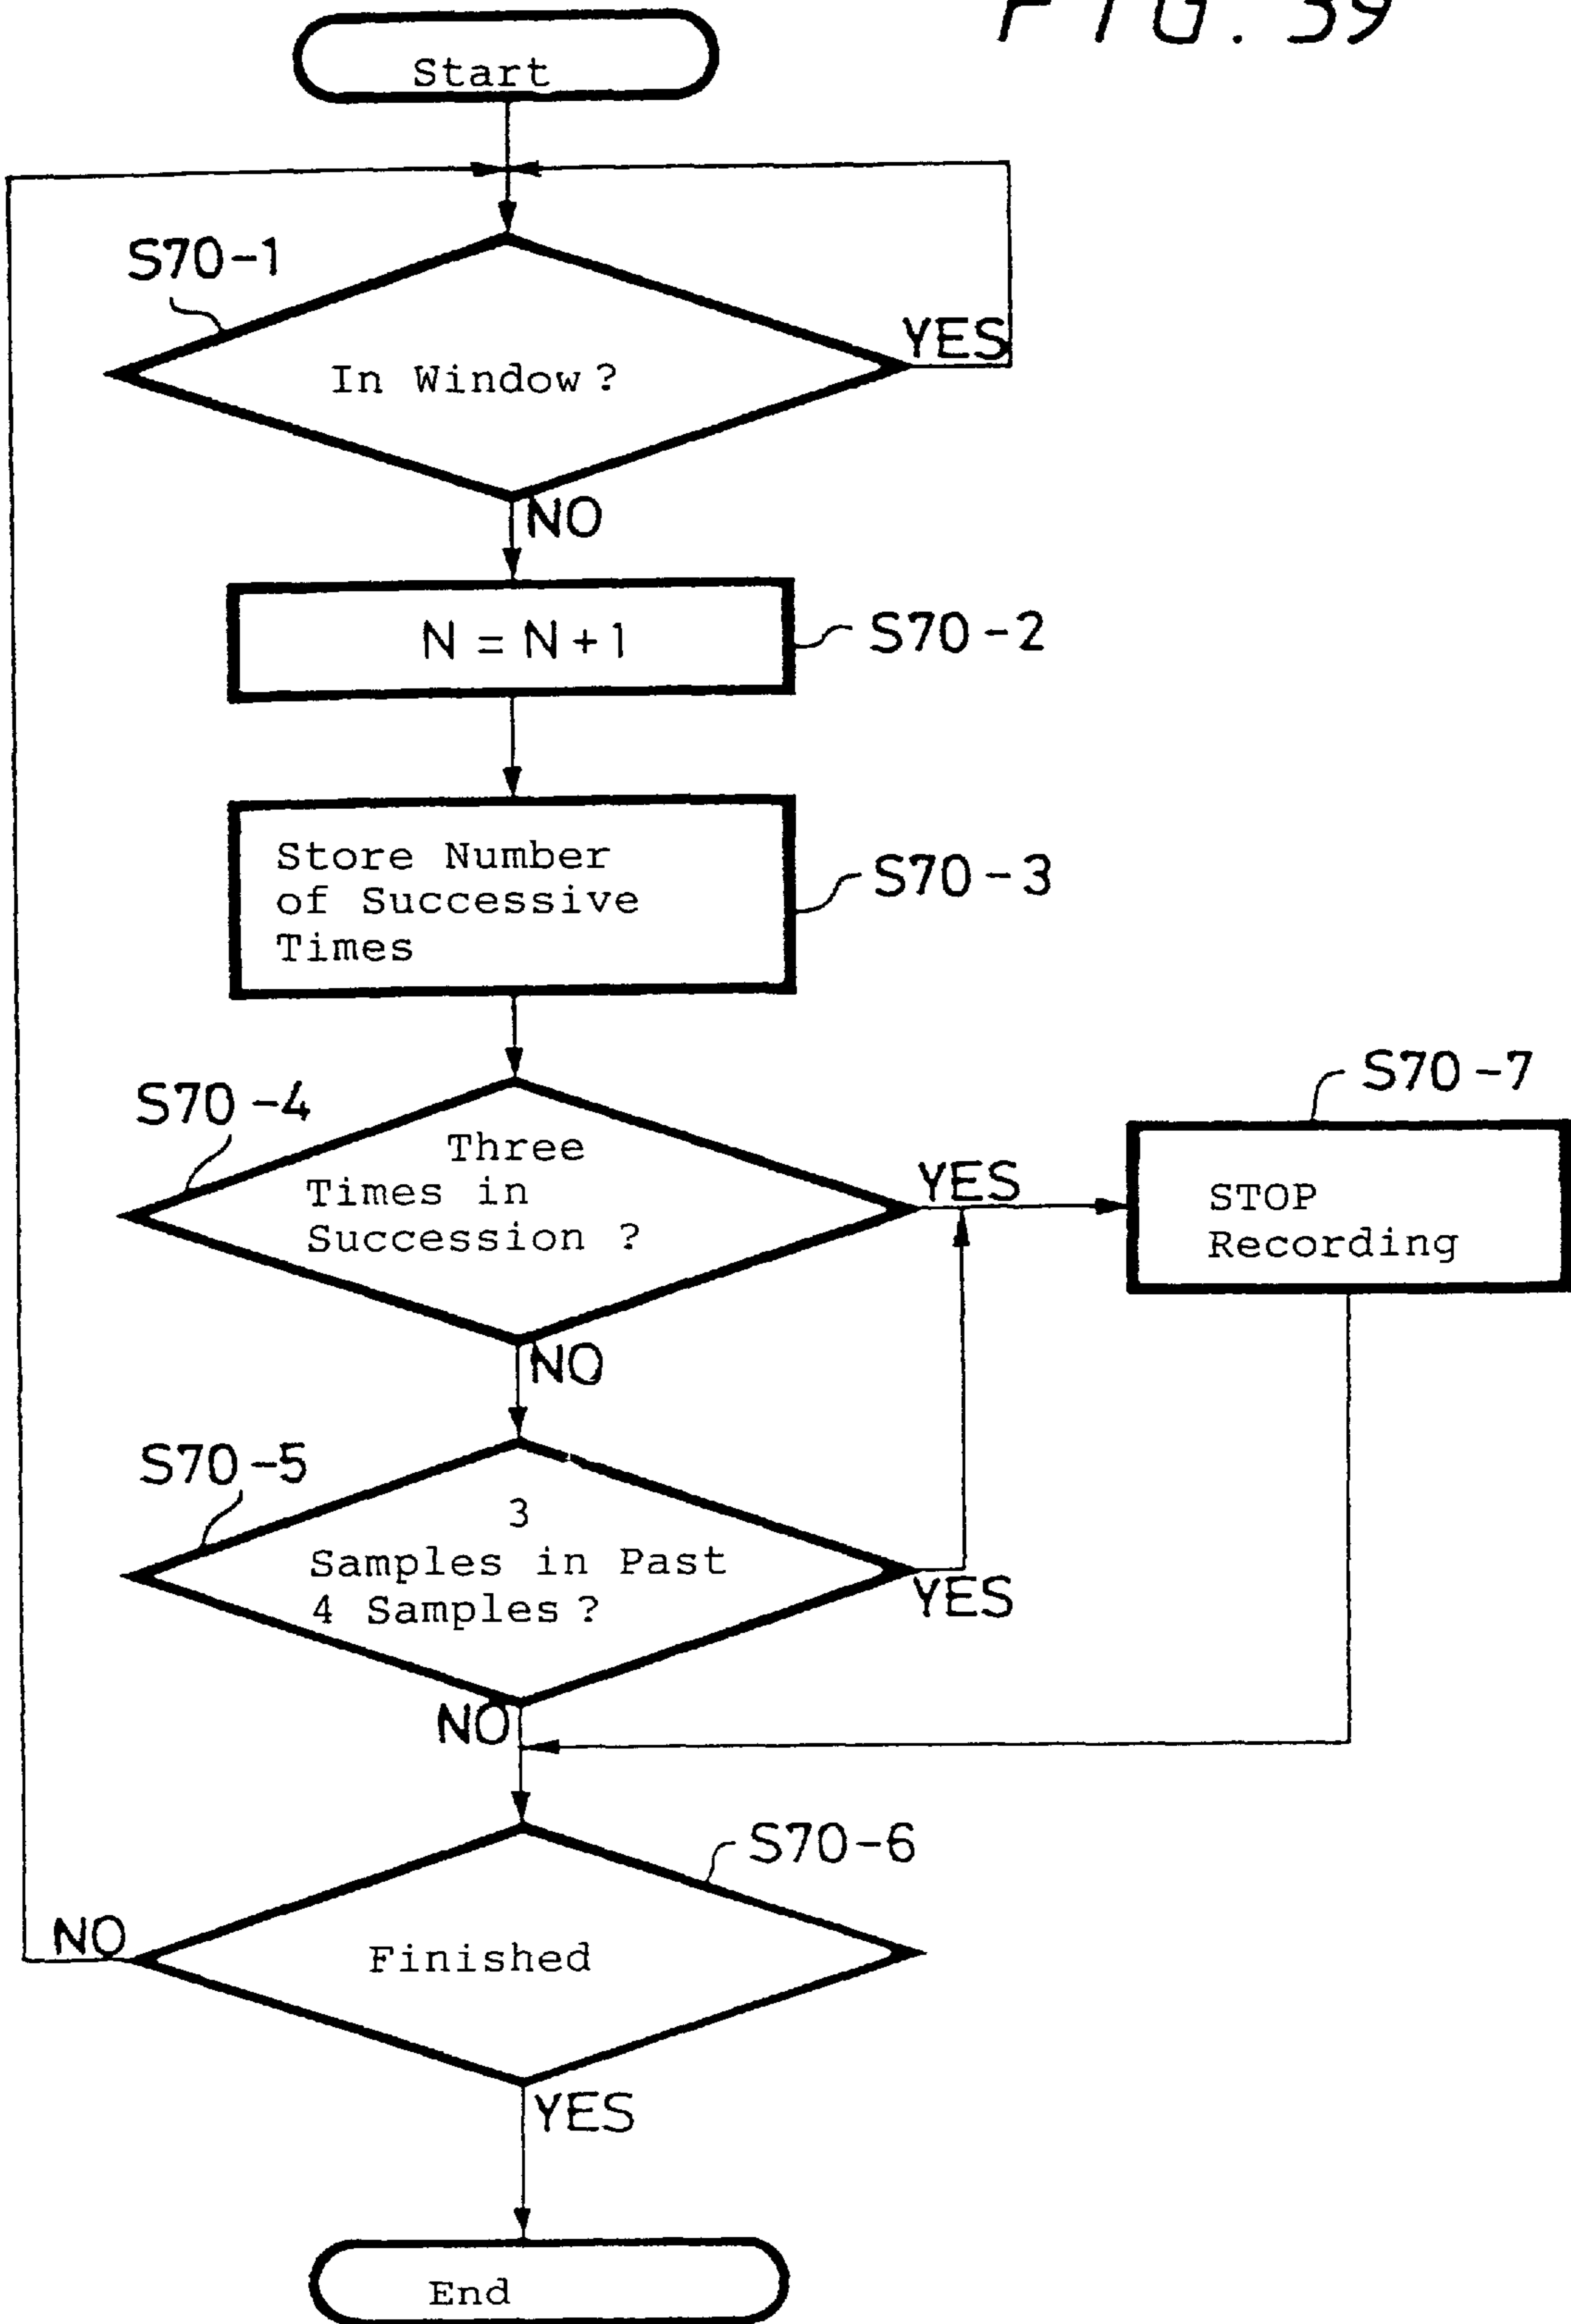 FIG. 39
Start
S70-1
YES
In Window ?
NO
N = N + 1
S70-2
Store Number
of Successive
Times
S70-3
S70-4
Three
Times in
Succession ?
YES
S70-7
STOP
Recording
NO
S70-5
3
Samples in Past
4 Samples ?
YES
NO
S70-6
NO
Finished
YES
End